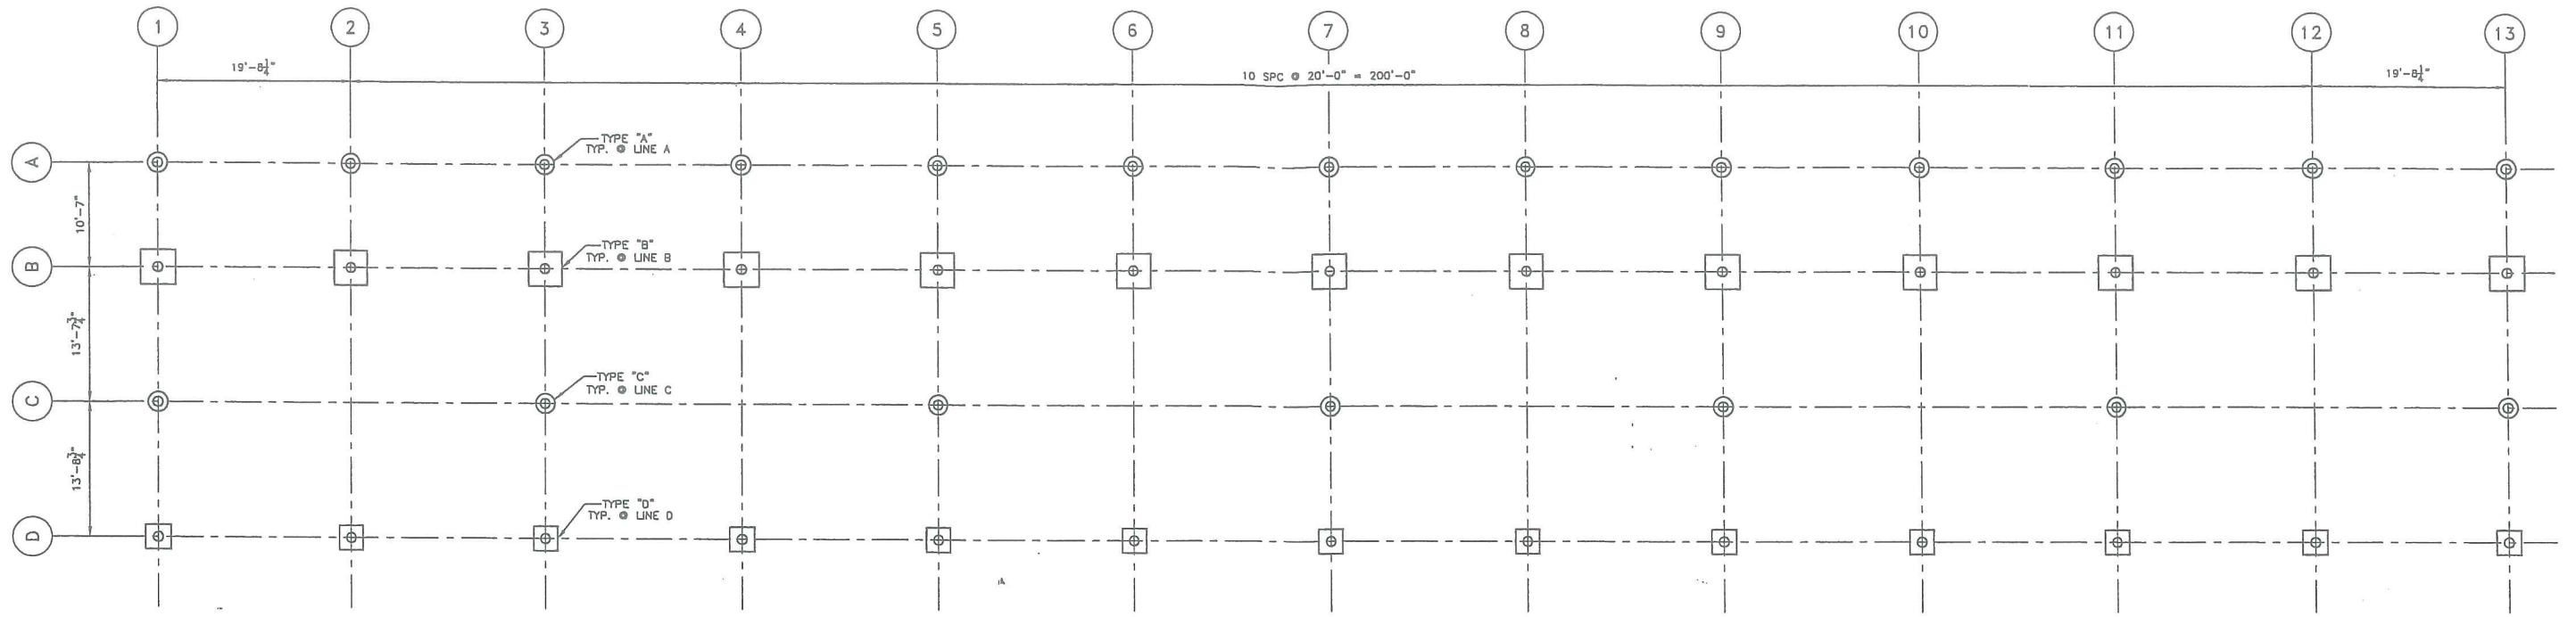 1 2 3 4 5 6 7 8 9 10 11 12 13
19'-8¼" 10 SPC @ 20'-0" = 200'-0" 19'-8¼"
A
TYPE "A"
TYP. @ LINE A
10'-7"
B
TYPE "B"
TYP. @ LINE B
13'-7¾"
C
TYPE "C"
TYP. @ LINE C
13'-8¾"
D
TYPE "D"
TYP. @ LINE D